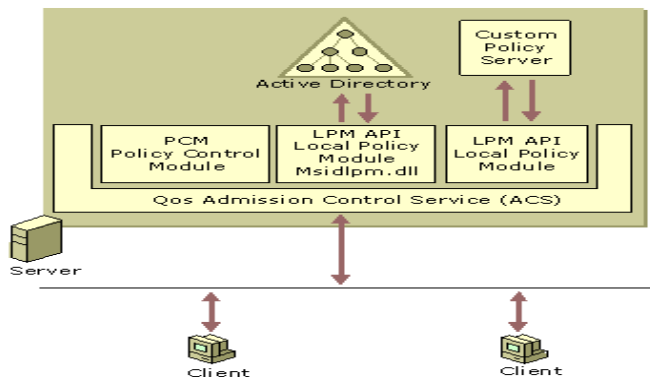 Custom
Policy
Server
Active Directory
PCM
Policy Control
Module
LPM API
Local Policy
Module
Msidlpm.dll
LPM API
Local Policy
Module
Qos Admission Control Service (ACS)
Server
Client
Client